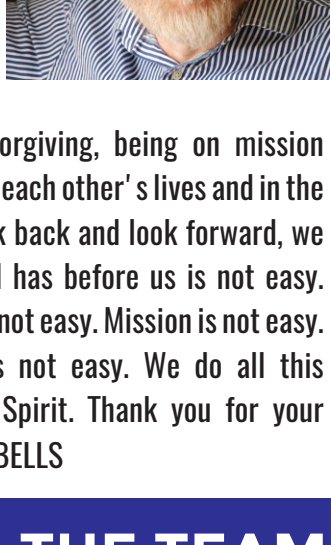 orgiving, being on mission
each other's lives and in the
k back and look forward, we
l has before us is not easy.
not easy. Mission is not easy.
s not easy. We do all this
Spirit. Thank you for your
BELLS
THE TEAM